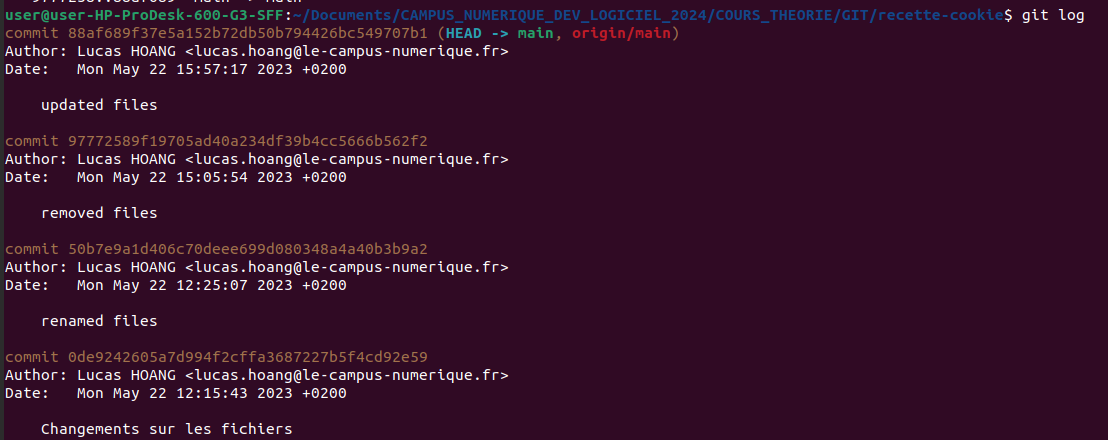 user@user-HP-ProDesk-600-G3-SFF:~/Documents/CAMPUS_NUMERIQUE_DEV_LOGICIEL_2024/COURS_THEORIE/GIT/recette-cookie$ git log
commit 88af689f37e5a152b72db50b794426bc549707b1 (HEAD -> main, origin/main)
Author: Lucas HOANG <lucas.hoang@le-campus-numerique.fr>
Date:   Mon May 22 15:57:17 2023 +0200
    updated files
commit 97772589f19705ad40a234df39b4cc5666b562f2
Author: Lucas HOANG <lucas.hoang@le-campus-numerique.fr>
Date:   Mon May 22 15:05:54 2023 +0200
    removed files
commit 50b7e9a1d406c70deee699d080348a4a40b3b9a2
Author: Lucas HOANG <lucas.hoang@le-campus-numerique.fr>
Date:   Mon May 22 12:25:07 2023 +0200
    renamed files
commit 0de9242605a7d994f2cffa3687227b5f4cd92e59
Author: Lucas HOANG <lucas.hoang@le-campus-numerique.fr>
Date:   Mon May 22 12:15:43 2023 +0200
    Changements sur les fichiers